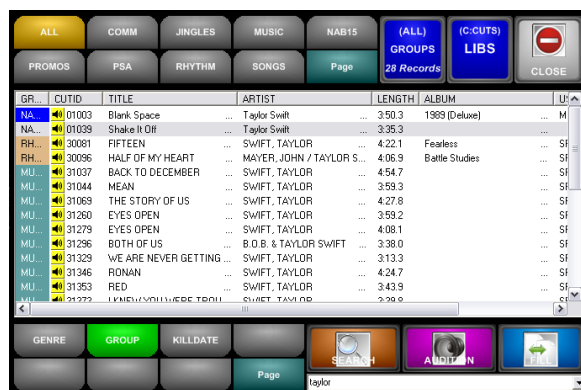 ALL COMM JINGLES MUSIC NAB15 (ALL) GROUPS 28 Records (C:CUTS) LIBS CLOSE
PROMOS PSA RHYTHM SONGS Page
GR... CUTID TITLE ARTIST LENGTH ALBUM
NA... 01003 Blank Space ... Taylor Swift ... 3:50.3 1989 (Deluxe) ... M
NA... 01039 Shake It Off ... Taylor Swift ... 3:35.3 ...
RH... 30081 FIFTEEN ... SWIFT, TAYLOR ... 4:22.1 Fearless ... SF
RH... 30096 HALF OF MY HEART ... MAYER, JOHN / TAYLOR S... 4:06.9 Battle Studies ... SF
MU... 31037 BACK TO DECEMBER ... SWIFT, TAYLOR ... 4:54.7 ... SF
MU... 31044 MEAN ... SWIFT, TAYLOR ... 3:59.3 ... SF
MU... 31069 THE STORY OF US ... SWIFT, TAYLOR ... 4:27.8 ... SF
MU... 31260 EYES OPEN ... SWIFT, TAYLOR ... 3:59.2 ... SF
MU... 31279 EYES OPEN ... SWIFT, TAYLOR ... 4:08.1 ... SF
MU... 31296 BOTH OF US ... B.O.B. & TAYLOR SWIFT ... 3:38.0 ... SF
MU... 31329 WE ARE NEVER GETTING ... SWIFT, TAYLOR ... 3:13.3 ... SF
MU... 31346 RONAN ... SWIFT, TAYLOR ... 4:24.7 ... SF
MU... 31353 RED ... SWIFT, TAYLOR ... 3:43.9 ... SF
GENRE GROUP KILLDATE SEARCH AUDITION FILL
Page
taylor